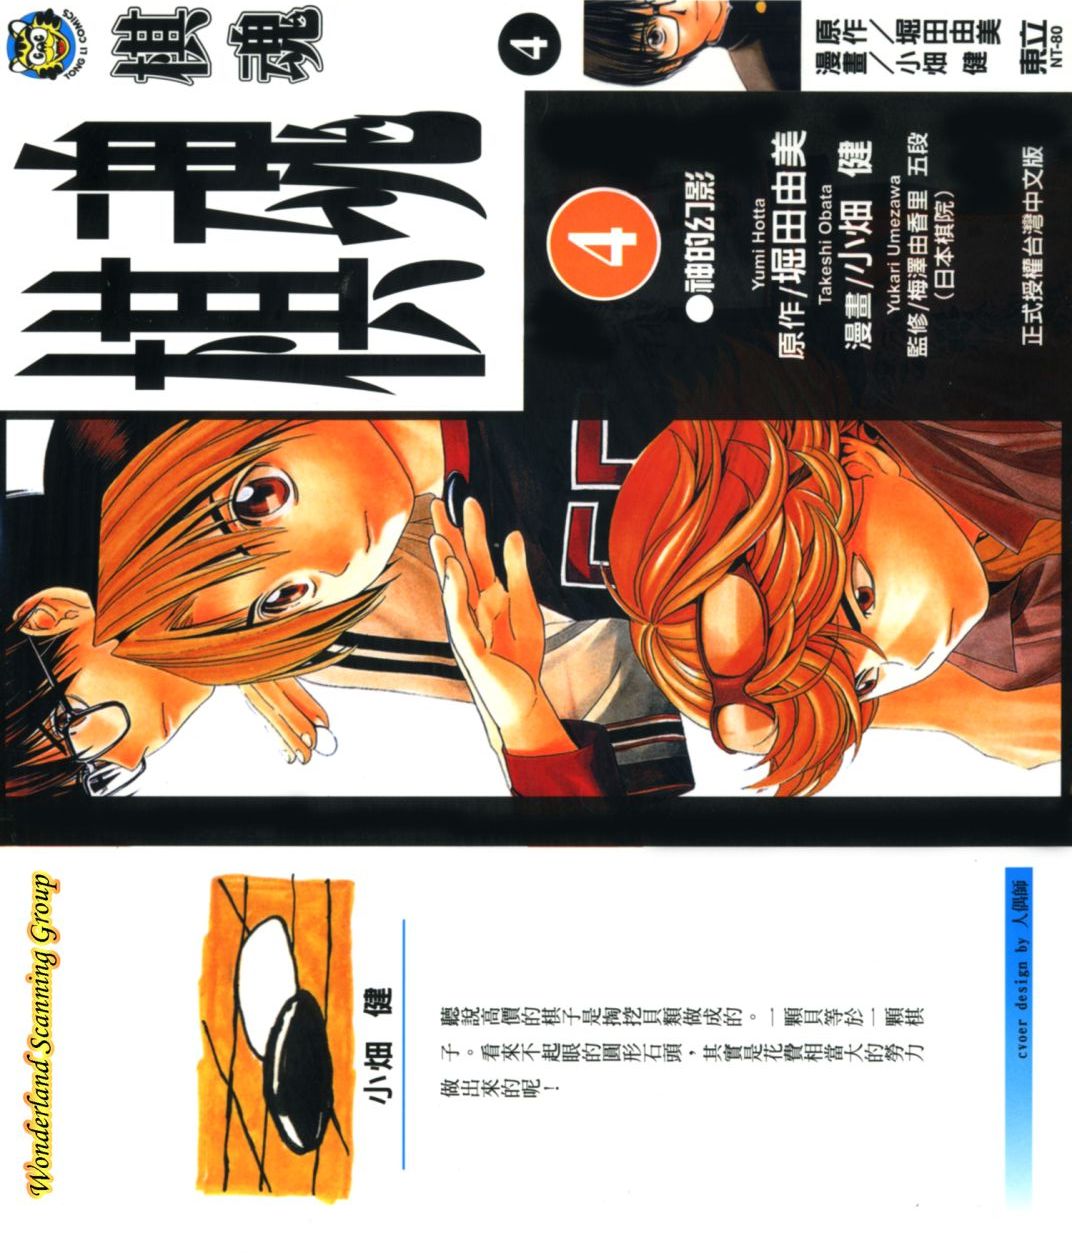 TONG LI COMICS
棋魂
4
原作／堀田由美
漫畫／小畑 健
東立
NT-80
棋魂
4
●神的幻影
Yumi Hotta
原作/堀田由美
Takeshi Obata
漫畫/小畑 健
Yukari Umezawa
監修/梅澤由香里 五段
(日本棋院)
正式授權台灣中文版
Wonderland Scanning Group
小畑 健
聽說高價的棋子是掏挖貝類做成的。一顆貝等於一顆棋
子。看來不起眼的圓形石頭，其實是花費相當大的勞力
做出來的呢！
cvoer design by 人偶師